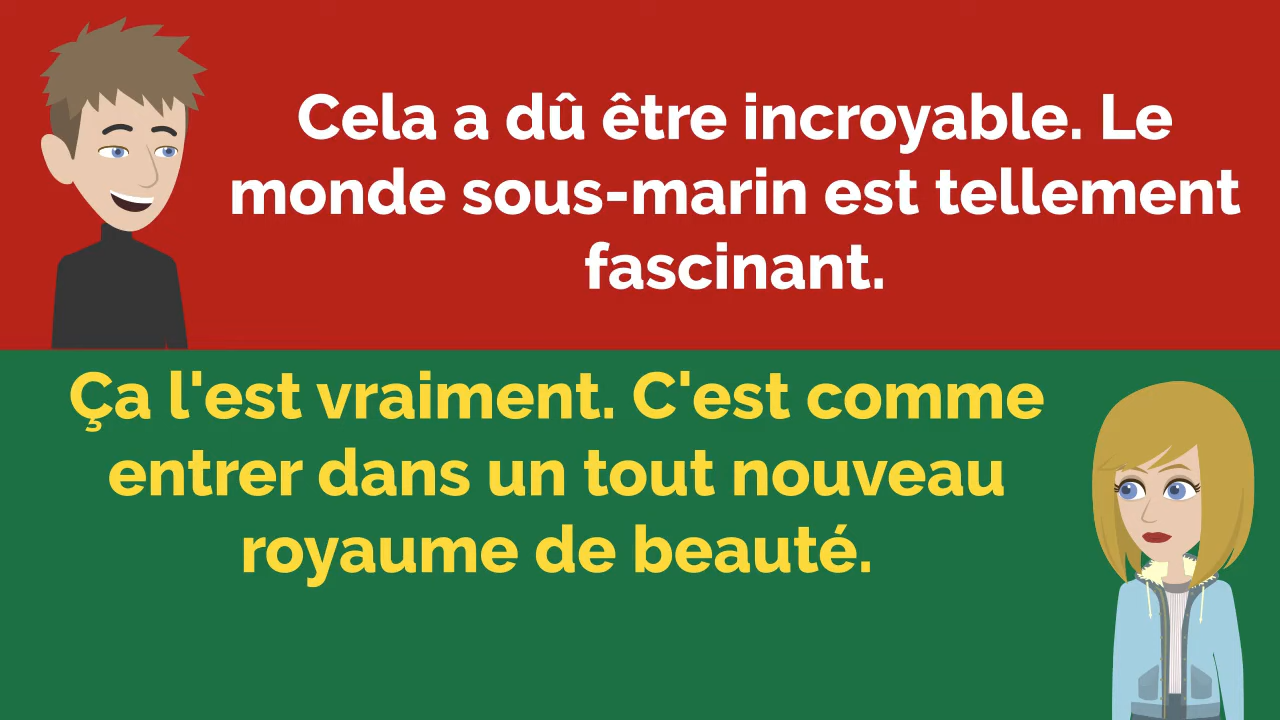 Cela a dû être incroyable. Le
monde sous-marin est tellement
fascinant.
Ça l'est vraiment. C'est comme
entrer dans un tout nouveau
royaume de beauté.